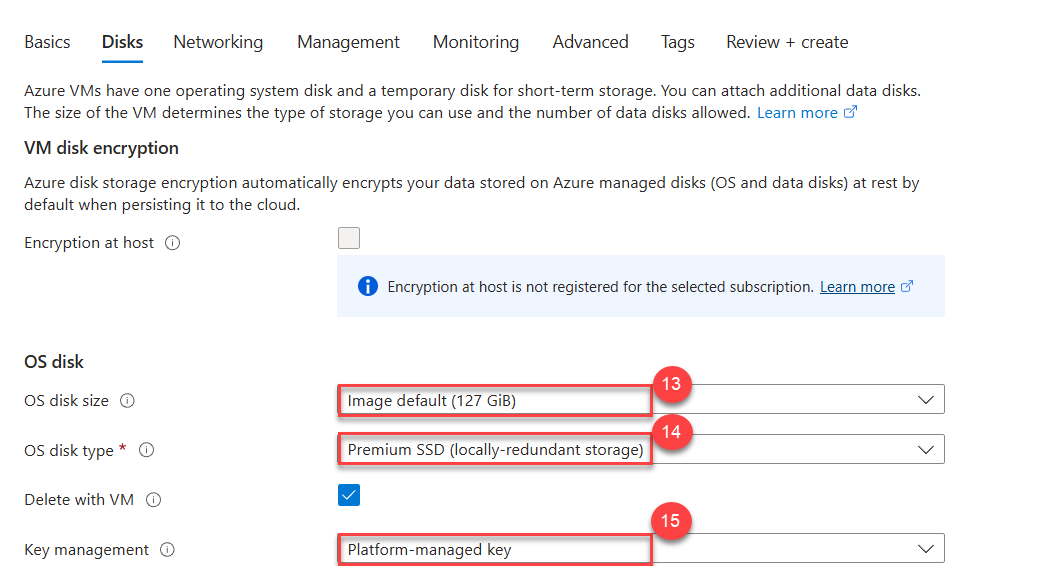 Basics Disks Networking Management Monitoring Advanced Tags Review + create
Azure VMs have one operating system disk and a temporary disk for short-term storage. You can attach additional data disks.
The size of the VM determines the type of storage you can use and the number of data disks allowed. Learn more
VM disk encryption
Azure disk storage encryption automatically encrypts your data stored on Azure managed disks (OS and data disks) at rest by
default when persisting it to the cloud.
Encryption at host
Encryption at host is not registered for the selected subscription. Learn more
OS disk
13
OS disk size Image default (127 GiB)
14
OS disk type * Premium SSD (locally-redundant storage)
Delete with VM
15
Key management Platform-managed key